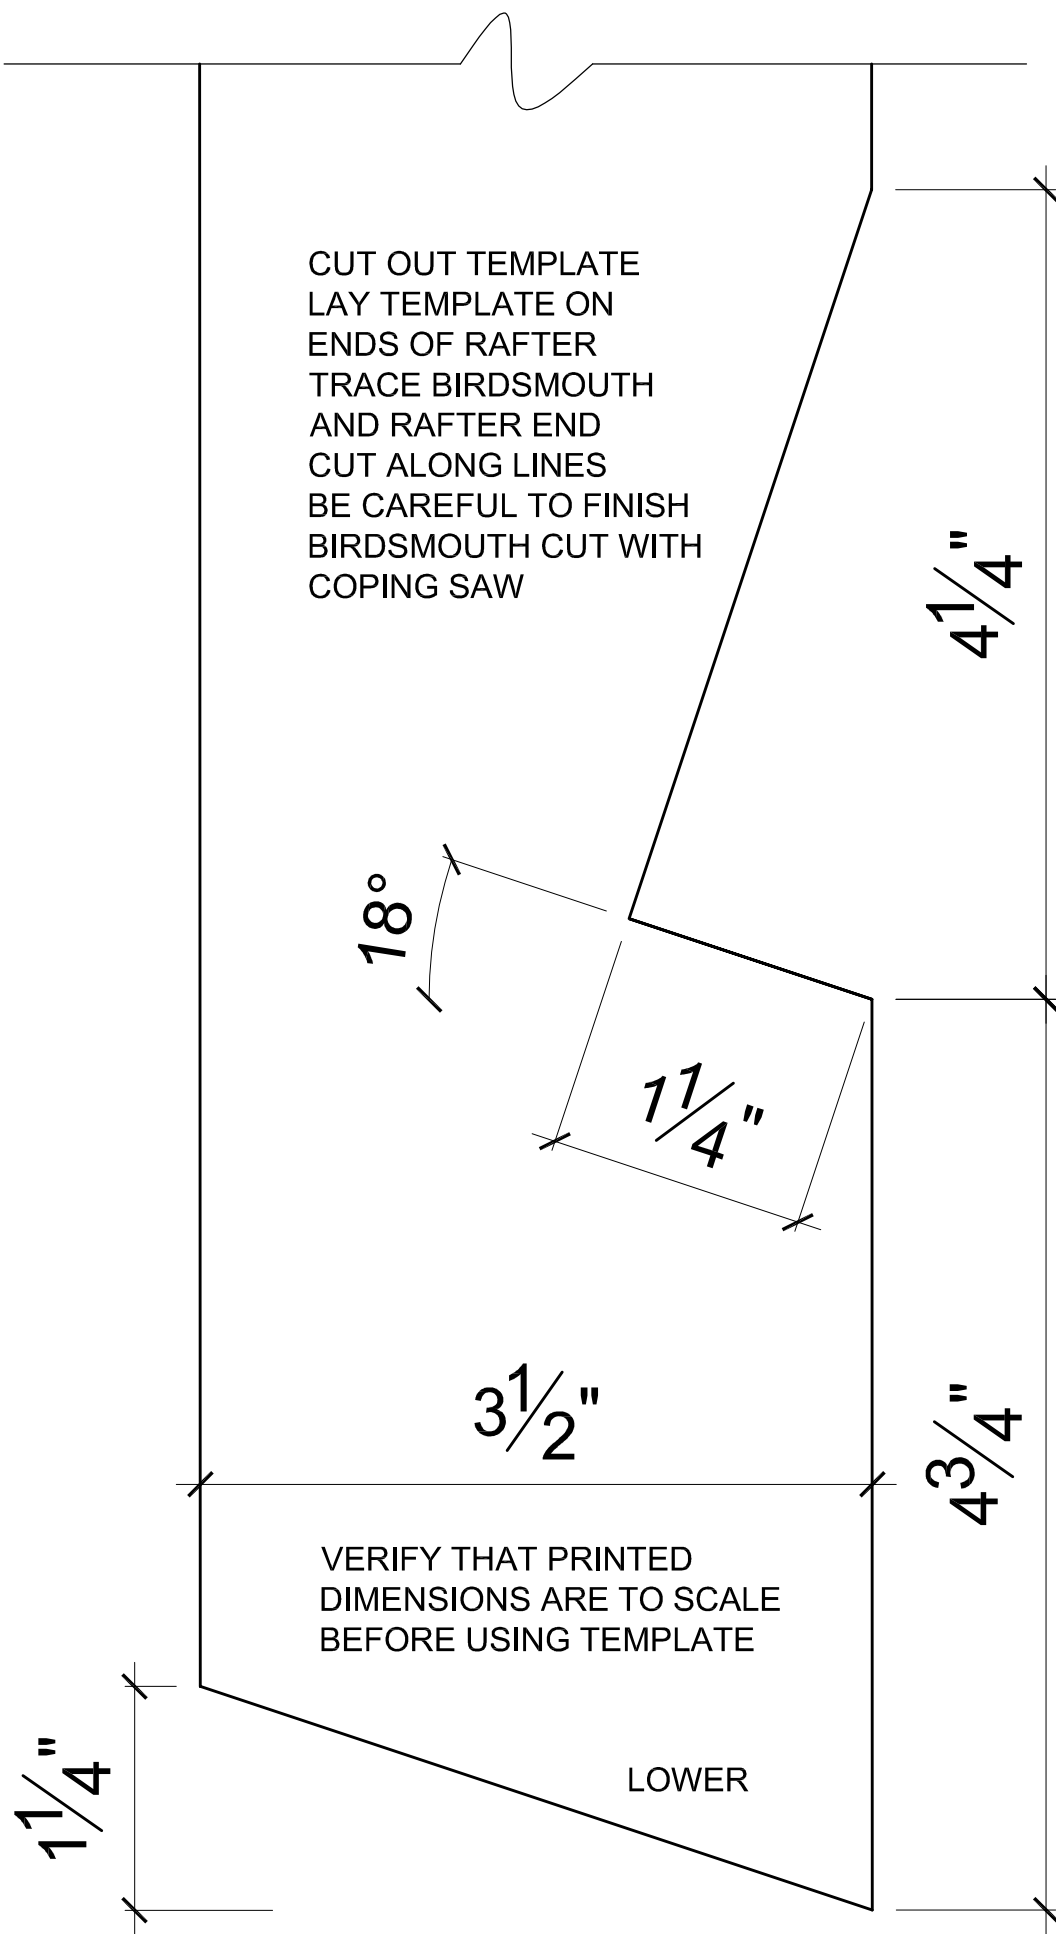 CUT OUT TEMPLATE
LAY TEMPLATE ON
ENDS OF RAFTER
TRACE BIRDSMOUTH
AND RAFTER END
CUT ALONG LINES
BE CAREFUL TO FINISH
BIRDSMOUTH CUT WITH
COPING SAW
4 1/4"
18°
1 1/4"
3 1/2"
4 3/4"
VERIFY THAT PRINTED
DIMENSIONS ARE TO SCALE
BEFORE USING TEMPLATE
1 1/4"
LOWER